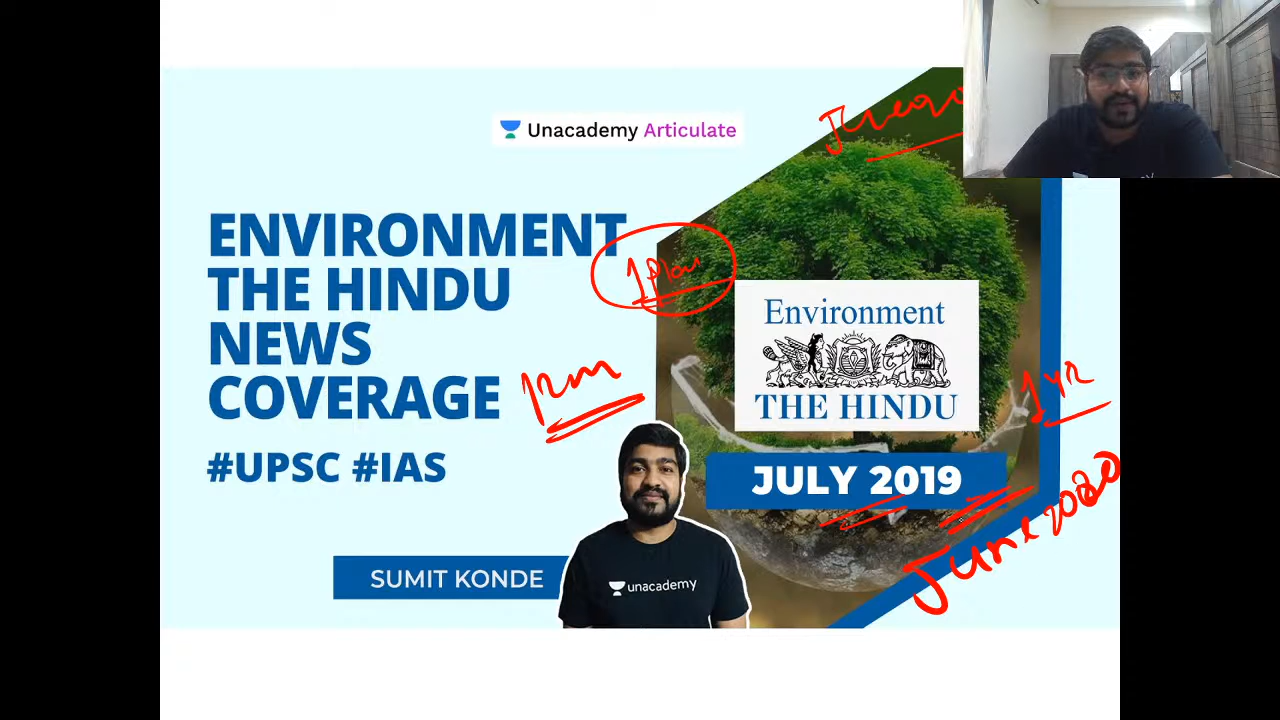 Unacademy Articulate
ENVIRONMENT
THE HINDU
NEWS
COVERAGE
#UPSC #IAS
SUMIT KONDE
unacademy
Environment
THE HINDU
JULY 2019
1 yr
June 2020
unacademy